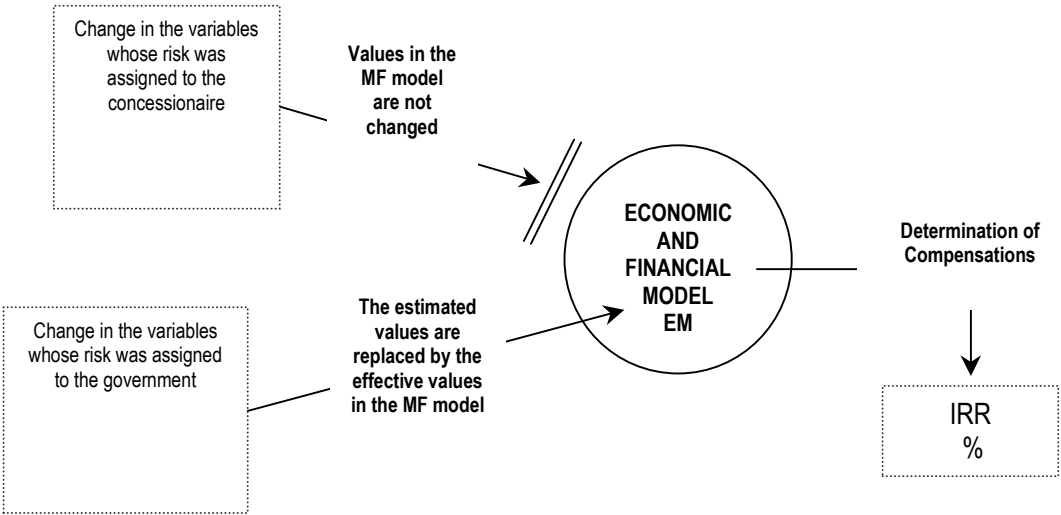 Change in the variables
whose risk was
assigned to the
concessionaire
Values in the
MF model
are not
changed
ECONOMIC
AND
FINANCIAL
MODEL
EM
Determination of
Compensations
Change in the variables
whose risk was assigned
to the government
The estimated
values are
replaced by the
effective values
in the MF model
IRR
%